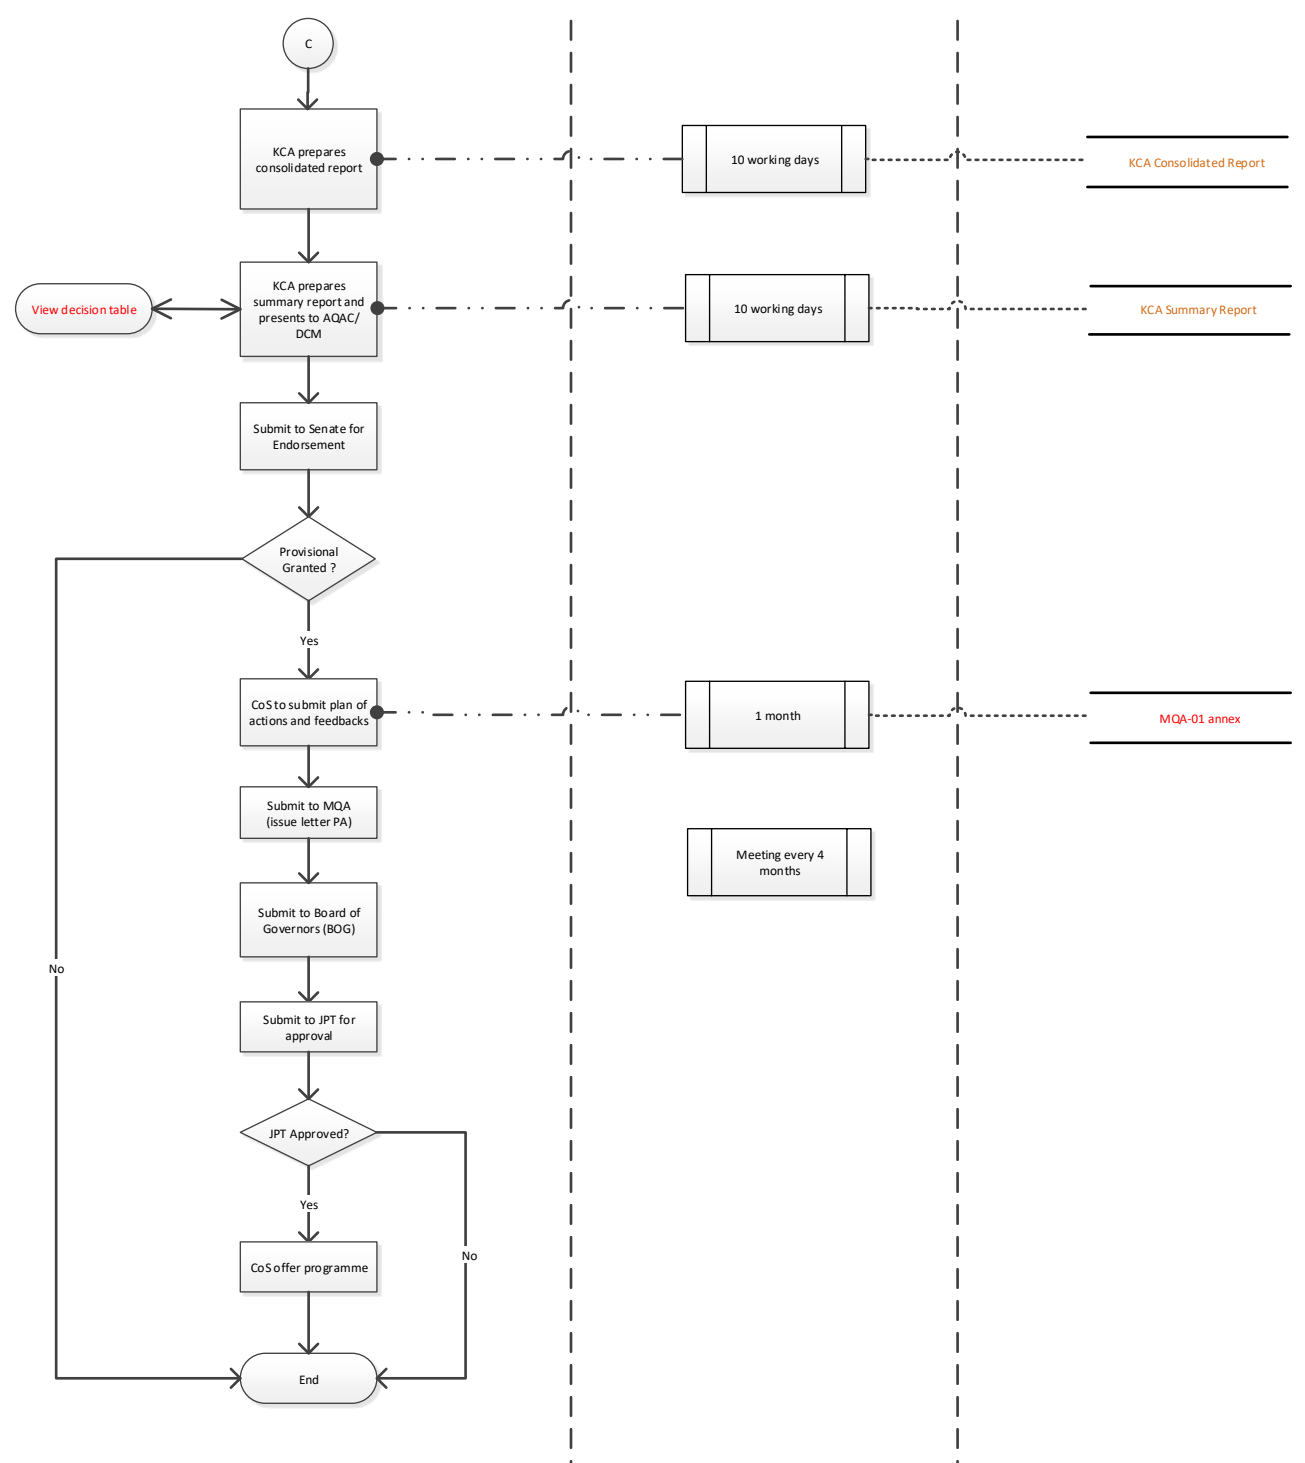 C
KCA prepares
consolidated report
10 working days
KCA Consolidated Report
View decision table
KCA prepares
summary report and
presents to AQAC/
DCM
10 working days
KCA Summary Report
Submit to Senate for
Endorsement
Provisional
Granted ?
Yes
CoS to submit plan of
actions and feedbacks
1 month
MQA-01 annex
Submit to MQA
(issue letter PA)
Meeting every 4
months
Submit to Board of
Governors (BOG)
No
Submit to JPT for
approval
JPT Approved?
Yes
No
CoS offer programme
End